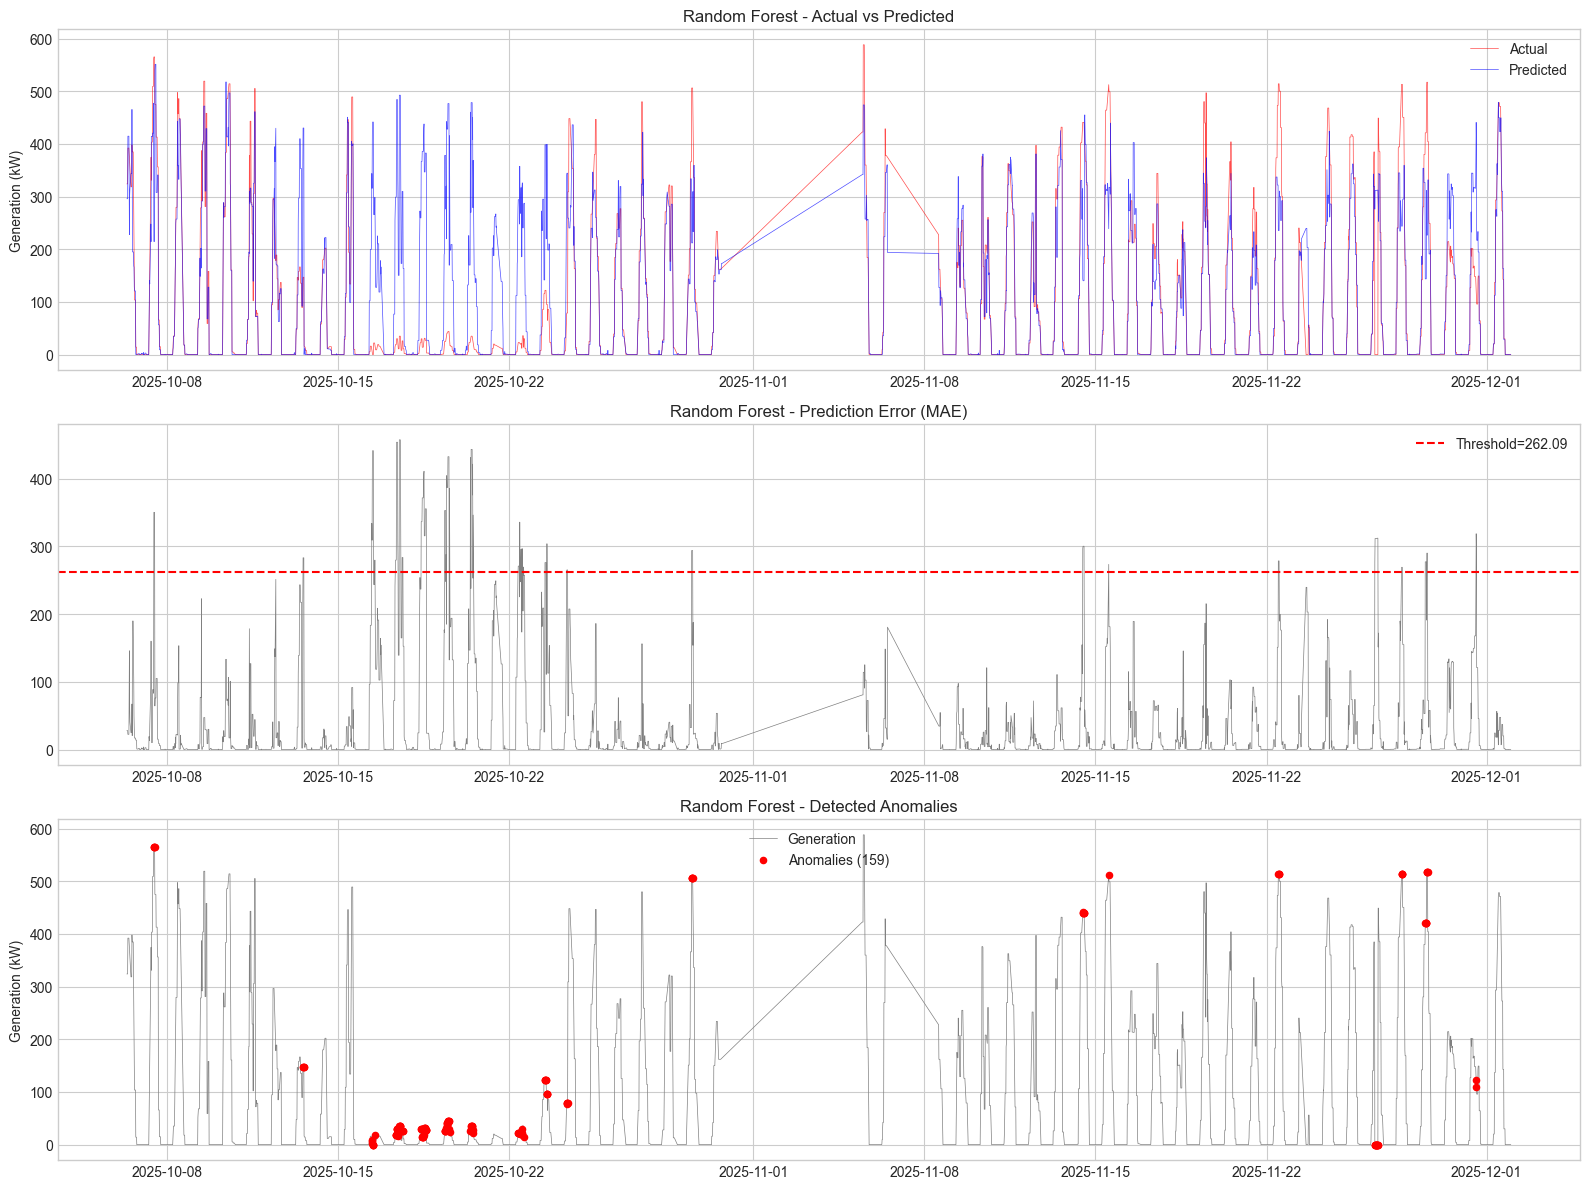 Random Forest - Actual vs Predicted
600
500
400
300
200
100
0
Generation (kW)
Actual
Predicted
2025-10-08 2025-10-15 2025-10-22 2025-11-01 2025-11-08 2025-11-15 2025-11-22 2025-12-01
Random Forest - Prediction Error (MAE)
400
300
200
100
0
Threshold=262.09
2025-10-08 2025-10-15 2025-10-22 2025-11-01 2025-11-08 2025-11-15 2025-11-22 2025-12-01
Random Forest - Detected Anomalies
600
500
400
300
200
100
0
Generation (kW)
Generation
Anomalies (159)
2025-10-08 2025-10-15 2025-10-22 2025-11-01 2025-11-08 2025-11-15 2025-11-22 2025-12-01